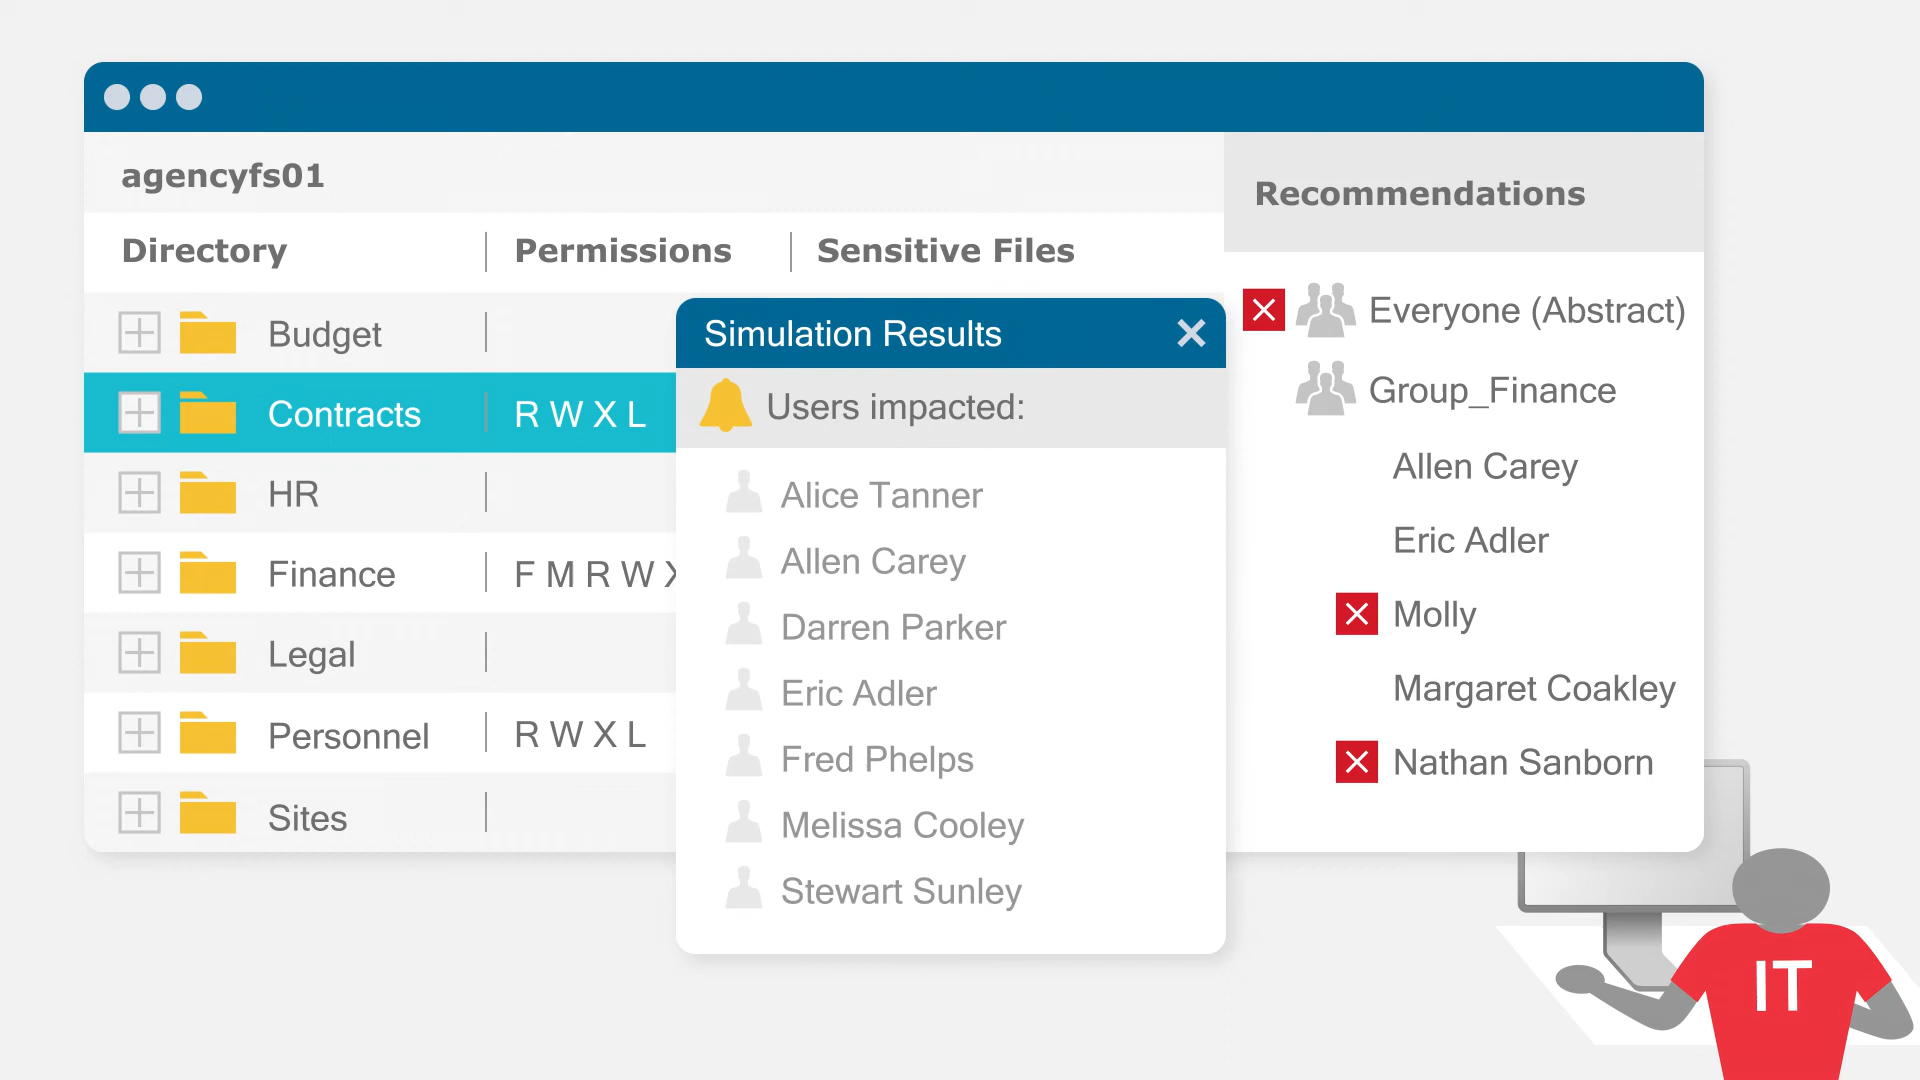 agencyfs01
Directory
Permissions
Sensitive Files
Budget
Contracts R W X L
HR
Finance F M R W X
Legal
Personnel R W X L
Sites
Simulation Results
Users impacted:
Alice Tanner
Allen Carey
Darren Parker
Eric Adler
Fred Phelps
Melissa Cooley
Stewart Sunley
Recommendations
Everyone (Abstract)
Group_Finance
Allen Carey
Eric Adler
Molly
Margaret Coakley
Nathan Sanborn
IT